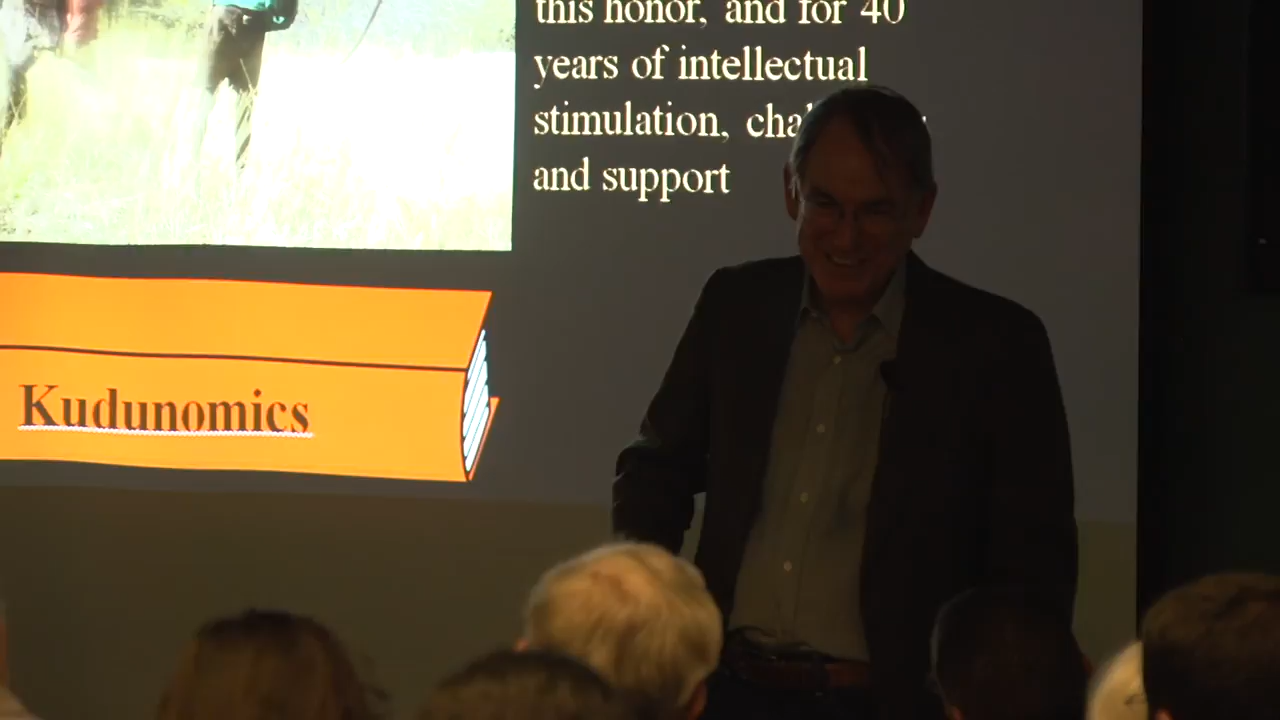 this honor, and for 40
years of intellectual
stimulation,
and support
Kudunomics